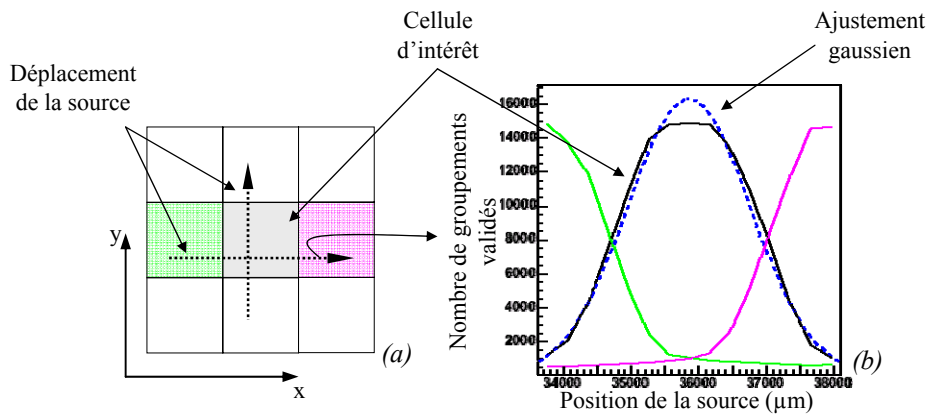 Cellule
d'intérêt
Ajustement
gaussien
Déplacement
de la source
y
x
(a)
Nombre de groupements
validés
16000
14000
12000
10000
8000
6000
4000
2000
34000 35000 36000 37000 38000
Position de la source (µm)
(b)